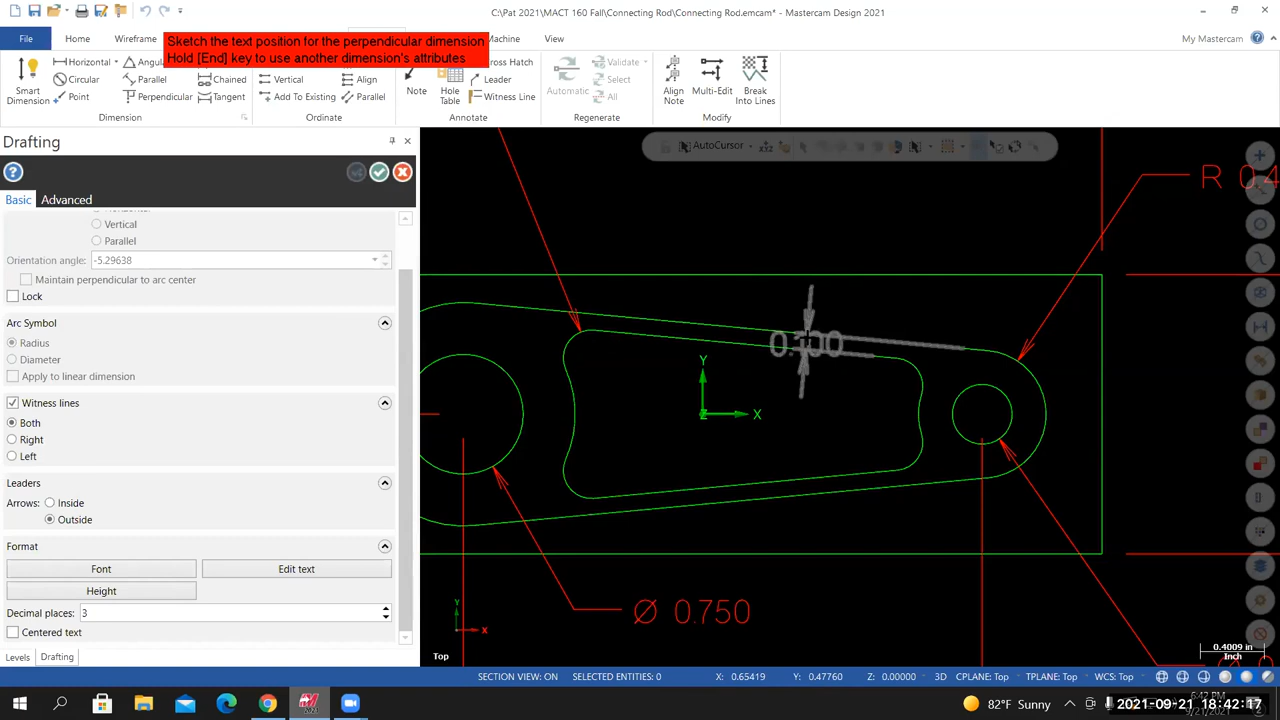 C:\Pat 2021\MACT 160 Fall\Connecting Rod\Connecting Rod.emcam* - Mastercam Design 2021
File
Home
Wireframe
Machine
View
My Mastercam
Sketch the text position for the perpendicular dimension
Hold [End] key to use another dimension's attributes
Smart
Dimension
Horizontal
Circular
Point
Parallel
Perpendicular
Chained
Tangent
Dimension
Vertical
Add To Existing
Align
Parallel
Ordinate
Note
Hole
Table
Leader
Witness Line
Annotate
Automatic
Validate
Select
All
Regenerate
Align
Note
Multi-Edit
Break
Into Lines
Modify
Drafting
Basic
Advanced
Vertical
Parallel
Orientation angle:
-5.29638
Maintain perpendicular to arc center
Lock
Arc Symbol
Radius
Diameter
Apply to linear dimension
Witness lines
Both
Right
Left
Leaders
Arrows:
Inside
Outside
Format
Font
Edit text
Height
Decimal places:
3
Centered text
Levels
Drafting
AutoCursor
Y
X
Z
Ø 0.750
Y
X
Top
0.4009 in
Inch
SECTION VIEW: ON
SELECTED ENTITIES: 0
X: 0.65419
Y: 0.47760
Z: 0.00000
3D
CPLANE: Top
TPLANE: Top
WCS: Top
82°F Sunny
2021-09-21 18:42:17